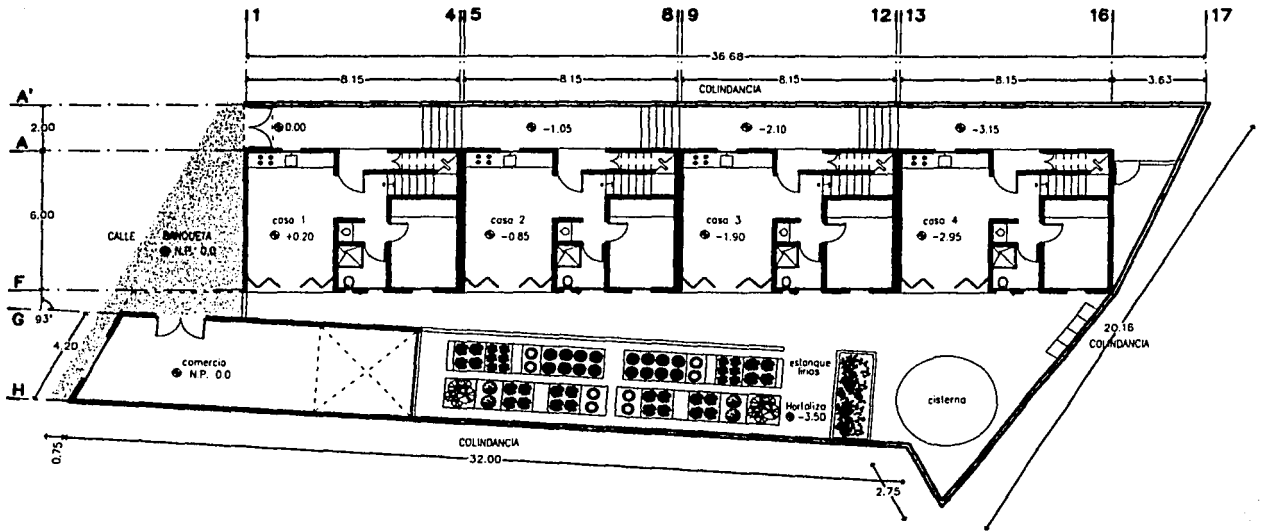 1 4 5 8 9 12 13 16 17
36.68
8.15 8.15 8.15 8.15 3.63
COLINDANCIA
A'
2.00
0.00 -1.05 -2.10 -3.15
A
6.00
casa 1
+0.20
casa 2
-0.85
casa 3
-1.90
casa 4
-2.95
CALLE
BANQUETA
N.P. 0.0
F
G
93'
4.20
comercio
N.P. 0.0
estanque
lirios
Hortaliza
-3.50
cisterna
20.16
COLINDANCIA
H
0.75
COLINDANCIA
32.00
2.75